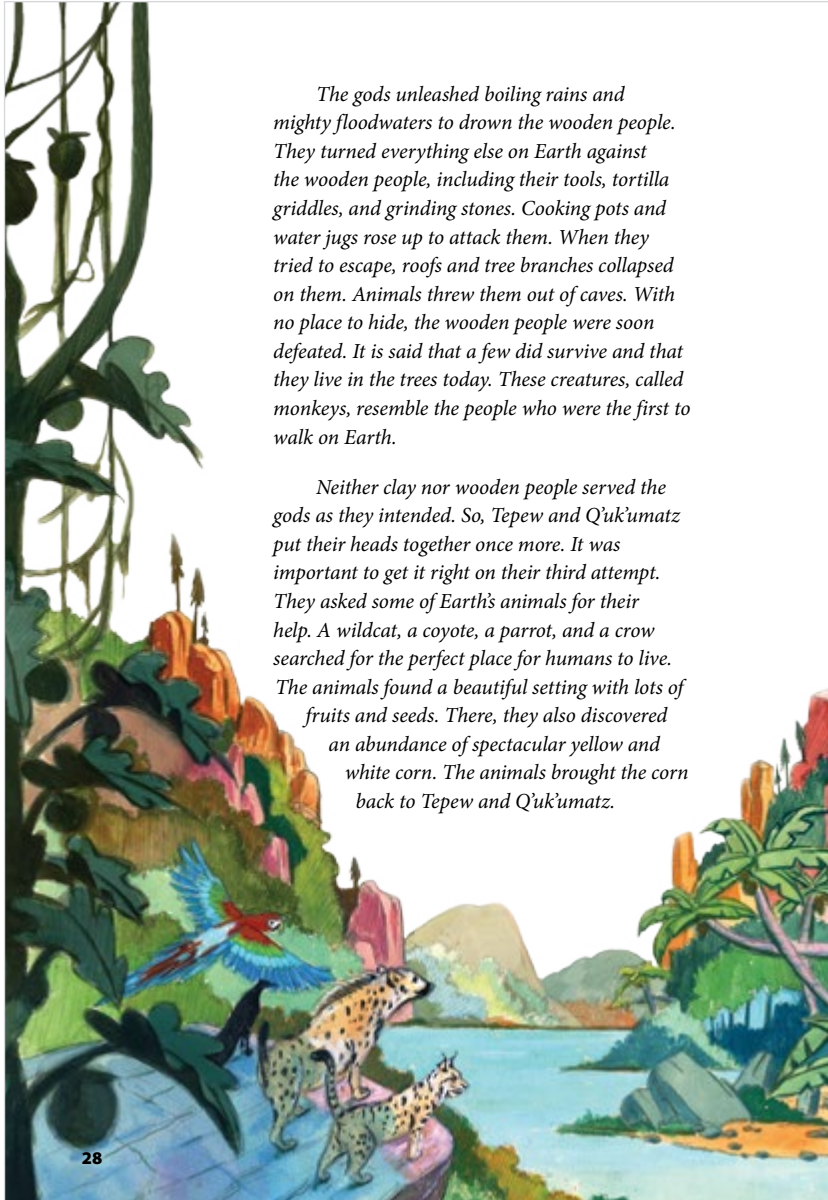 The gods unleashed boiling rains and
mighty floodwaters to drown the wooden people.
They turned everything else on Earth against
the wooden people, including their tools, tortilla
griddles, and grinding stones. Cooking pots and
water jugs rose up to attack them. When they
tried to escape, roofs and tree branches collapsed
on them. Animals threw them out of caves. With
no place to hide, the wooden people were soon
defeated. It is said that a few did survive and that
they live in the trees today. These creatures, called
monkeys, resemble the people who were the first to
walk on Earth.
Neither clay nor wooden people served the
gods as they intended. So, Tepew and Q’uk’umatz
put their heads together once more. It was
important to get it right on their third attempt.
They asked some of Earth’s animals for their
help. A wildcat, a coyote, a parrot, and a crow
searched for the perfect place for humans to live.
The animals found a beautiful setting with lots of
fruits and seeds. There, they also discovered
an abundance of spectacular yellow and
white corn. The animals brought the corn
back to Tepew and Q’uk’umatz.
28